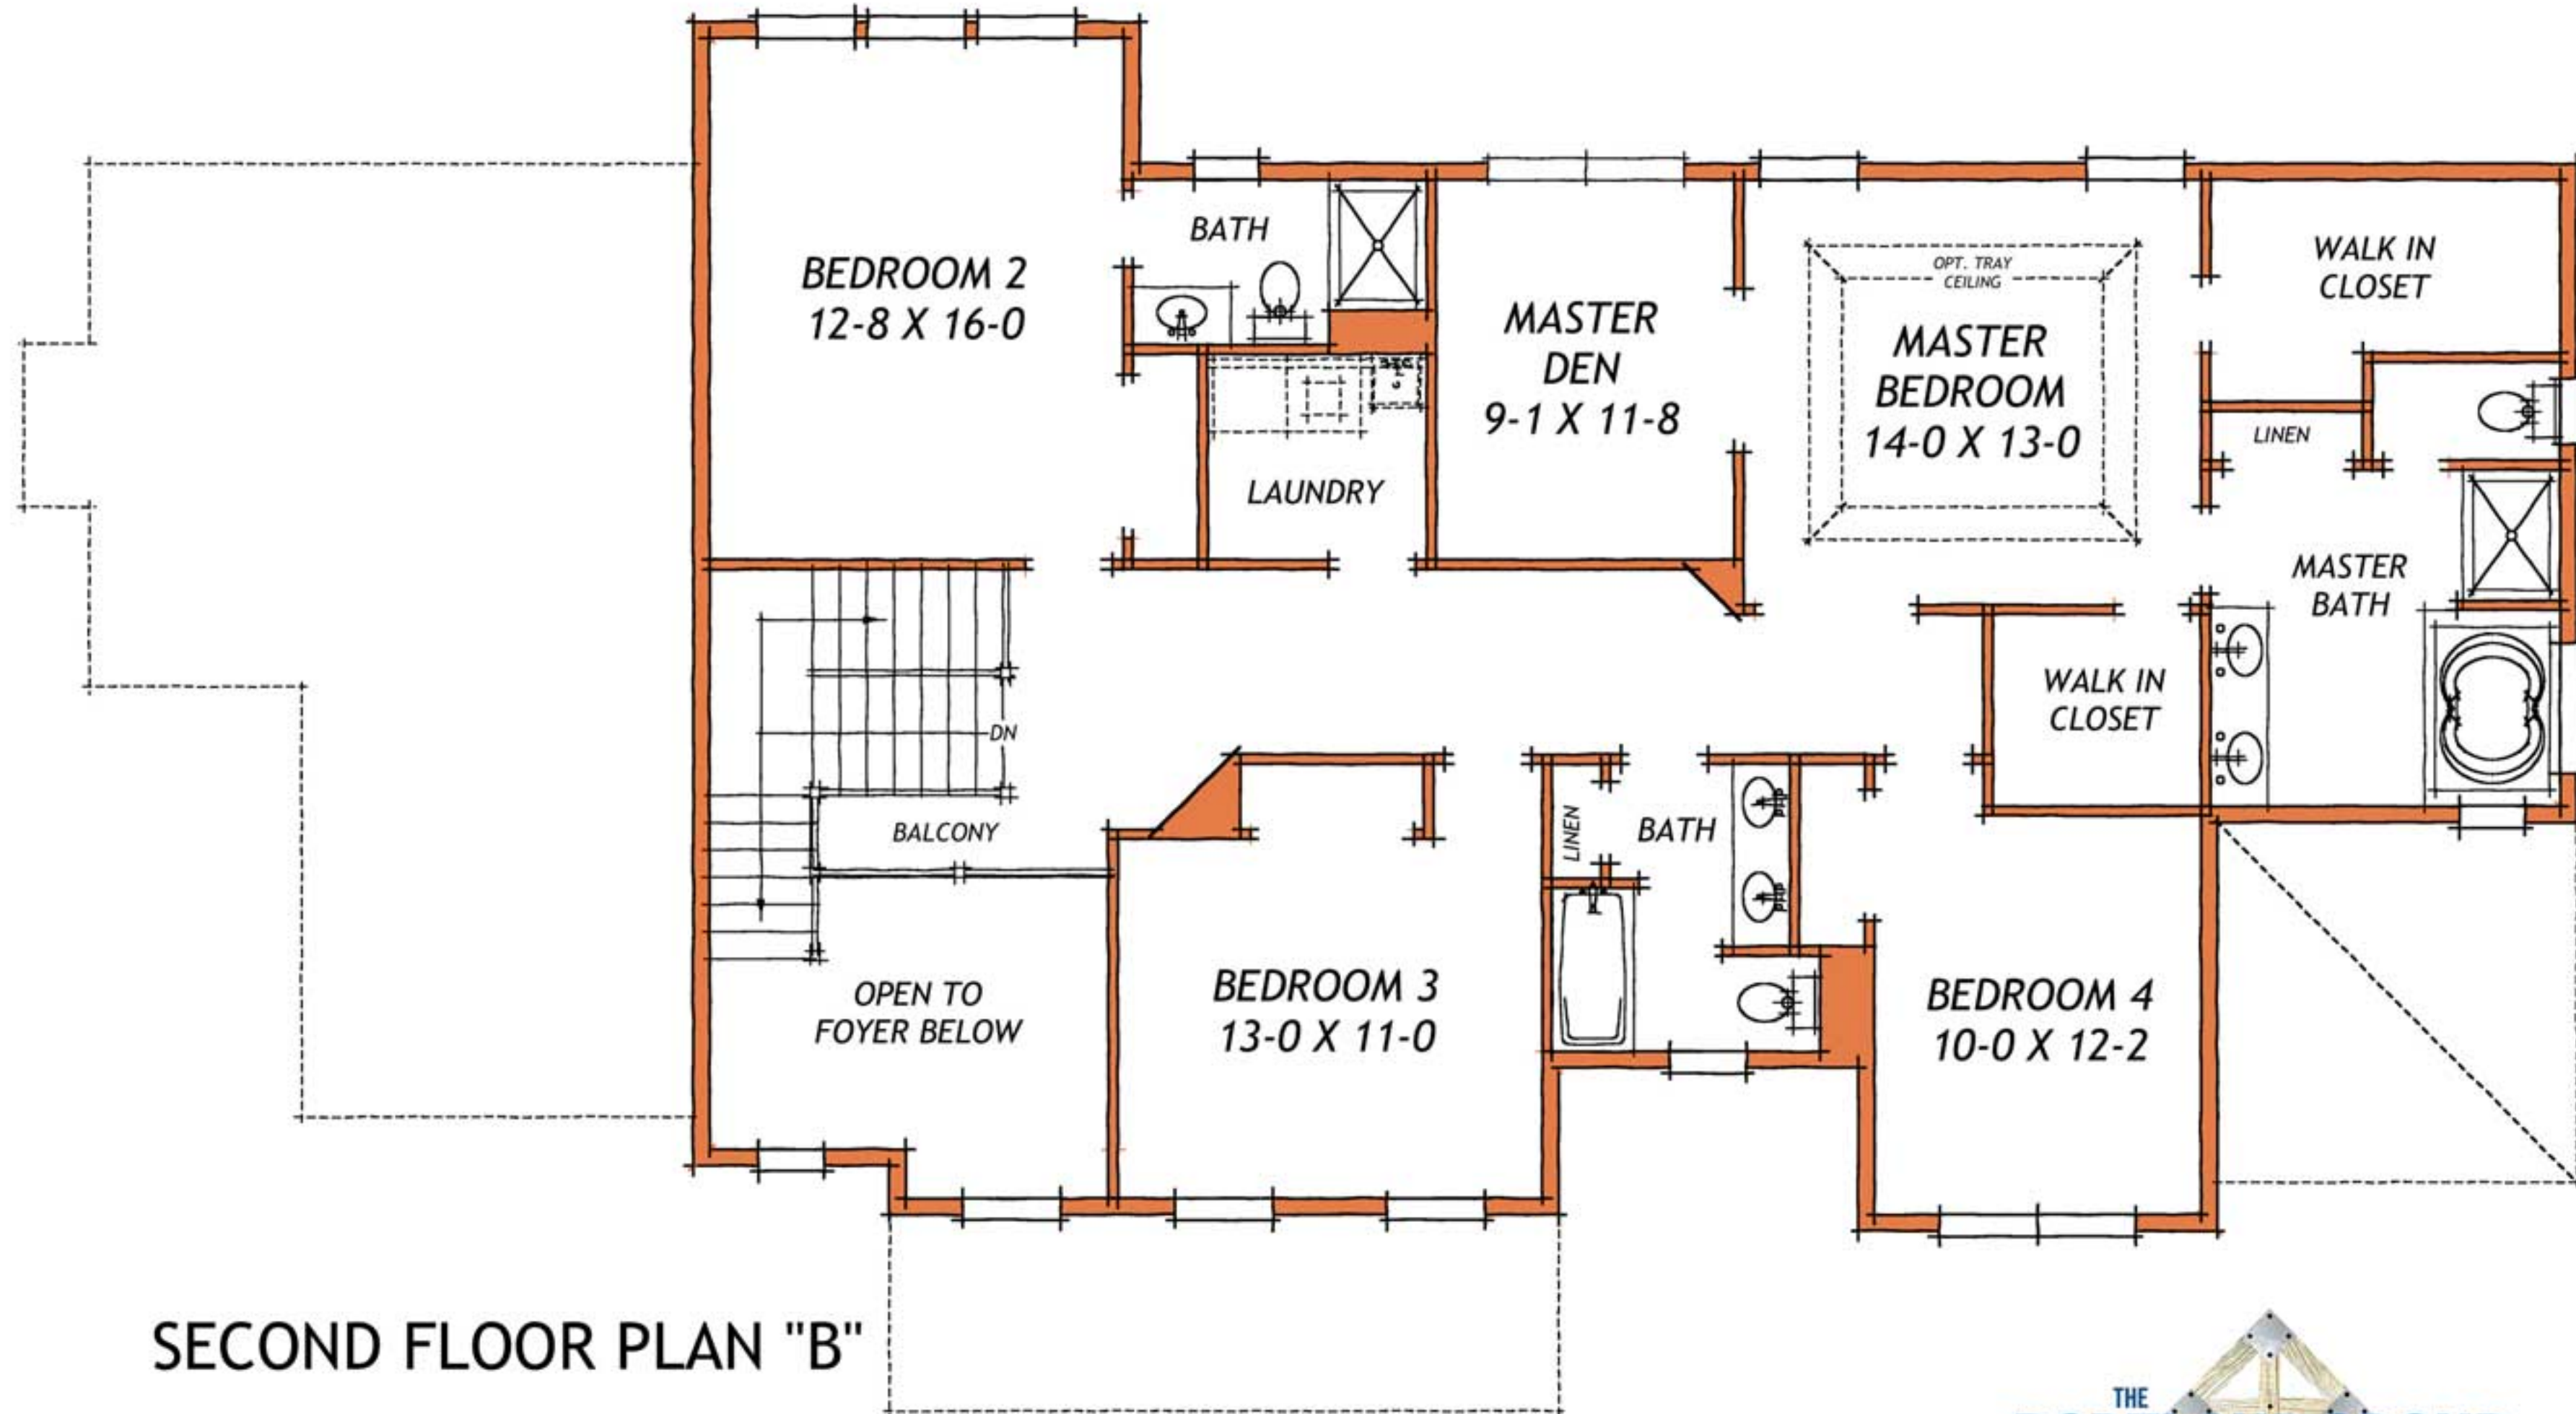 BEDROOM 2
12-8 X 16-0
BATH
LAUNDRY
MASTER
DEN
9-1 X 11-8
OPT. TRAY
CEILING
MASTER
BEDROOM
14-0 X 13-0
WALK IN
CLOSET
LINEN
MASTER
BATH
WALK IN
CLOSET
DN
BALCONY
OPEN TO
FOYER BELOW
BEDROOM 3
13-0 X 11-0
LINEN
BATH
BEDROOM 4
10-0 X 12-2
SECOND FLOOR PLAN "B"
THE